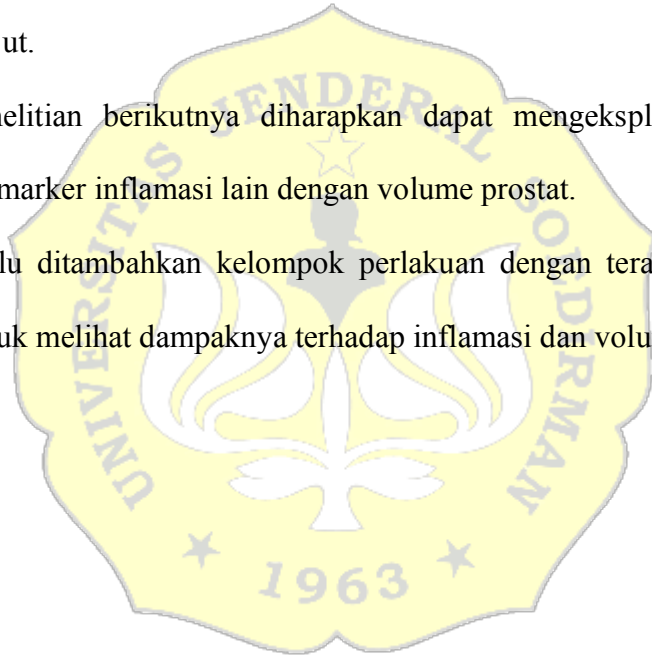 ut.
nelitian berikutnya diharapkan dapat mengekspl
marker inflamasi lain dengan volume prostat.
lu ditambahkan kelompok perlakuan dengan tera
uk melihat dampaknya terhadap inflamasi dan volu
UNIVERSITAS JENDERAL SOEDIRMAN
1963